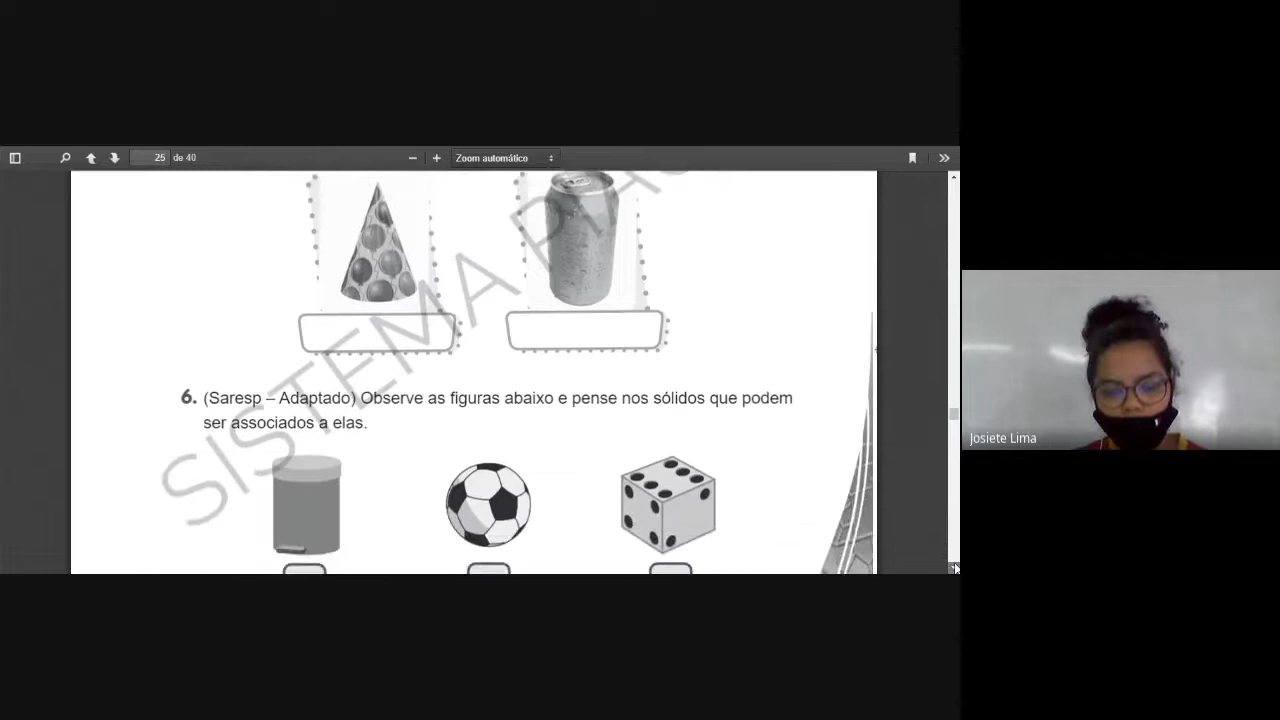 25 de 40
Zoom automático
SISTEMA
6. (Saresp – Adaptado) Observe as figuras abaixo e pense nos sólidos que podem
ser associados a elas.
Josiete Lima